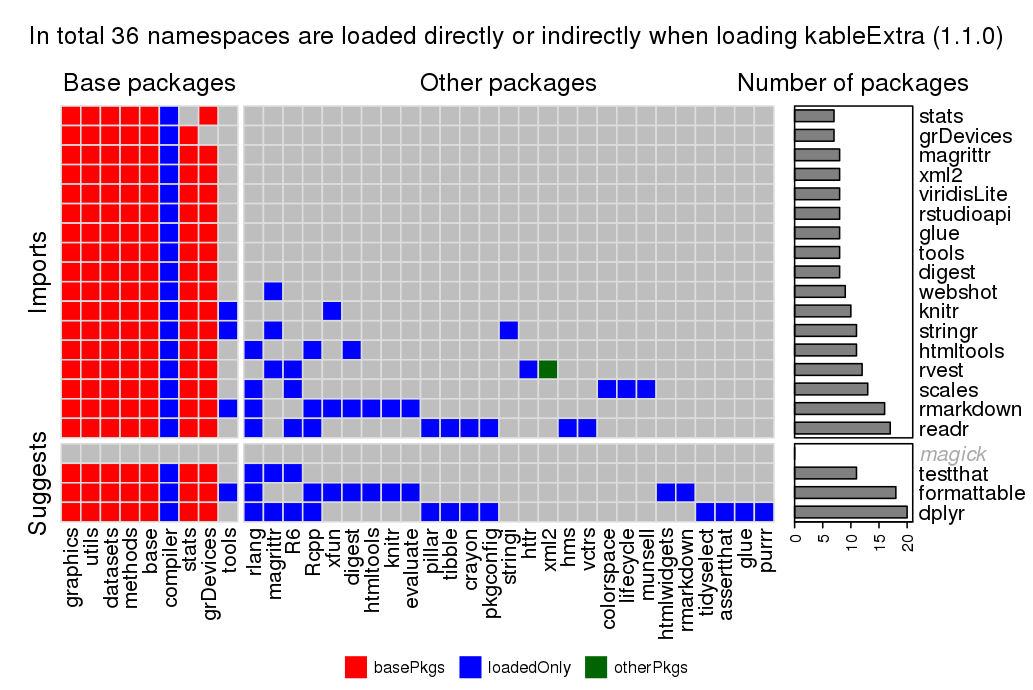 In total 36 namespaces are loaded directly or indirectly when loading kableExtra (1.1.0)
Base packages
Other packages
Number of packages
Imports
Suggests
stats
grDevices
magrittr
xml2
viridisLite
rstudioapi
glue
tools
digest
webshot
knitr
stringr
htmltools
rvest
scales
rmarkdown
readr
magick
testthat
formattable
dplyr
graphics
utils
datasets
methods
base
compiler
stats
grDevices
tools
rlang
magrittr
R6
Rcpp
xfun
digest
htmltools
knitr
evaluate
pillar
tibble
crayon
pkgconfig
stringi
httr
xml2
hms
vctrs
colorspace
lifecycle
munsell
htmlwidgets
rmarkdown
tidyselect
assertthat
glue
purrr
0
5
10
15
20
basePkgs
loadedOnly
otherPkgs